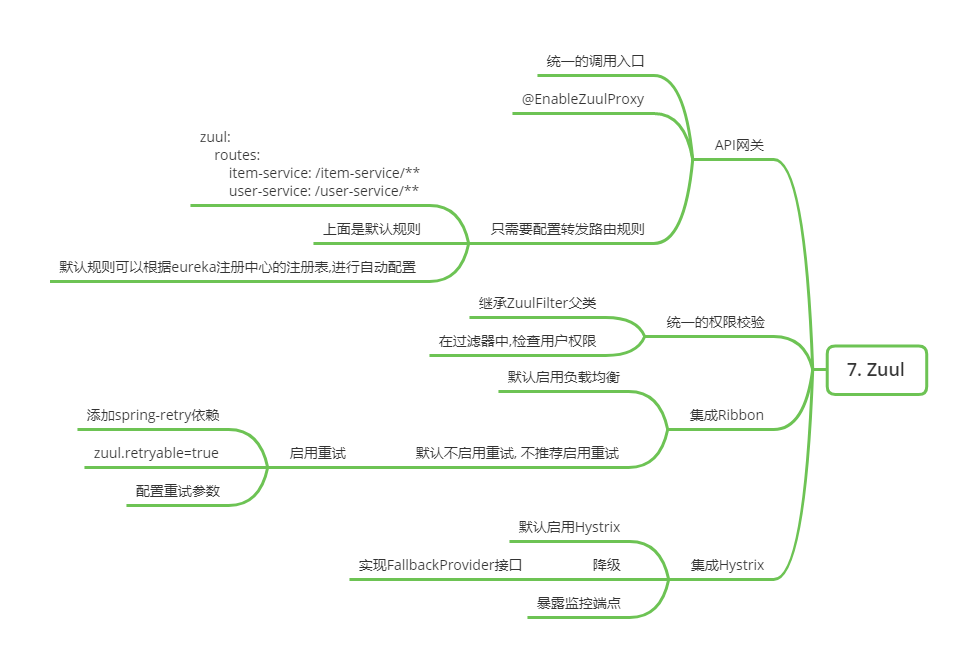 统一的调用入口
@EnableZuulProxy
API网关
zuul:
routes:
item-service: /item-service/**
user-service: /user-service/**
上面是默认规则
只需要配置转发路由规则
默认规则可以根据eureka注册中心的注册表,进行自动配置
继承ZuulFilter父类
统一的权限校验
在过滤器中,检查用户权限
7. Zuul
默认启用负载均衡
集成Ribbon
添加spring-retry依赖
zuul.retryable=true
启用重试
默认不启用重试, 不推荐启用重试
配置重试参数
默认启用Hystrix
实现FallbackProvider接口
降级
集成Hystrix
暴露监控端点